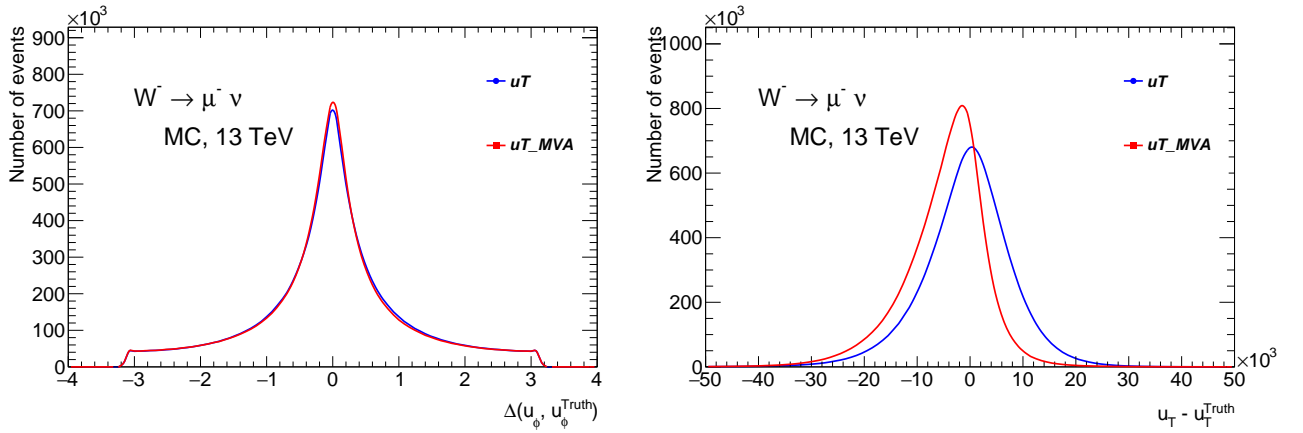 ×10³
Number of events
900
800
700
600
500
400
300
200
100
0
W⁻ → μ⁻ ν
MC, 13 TeV
uT
uT_MVA
−4 −3 −2 −1 0 1 2 3 4
Δ(u_ϕ, u_ϕ^Truth)
×10³
Number of events
1000
800
600
400
200
0
W⁻ → μ⁻ ν
MC, 13 TeV
uT
uT_MVA
−50 −40 −30 −20 −10 0 10 20 30 40 50
×10³
u_T - u_T^Truth